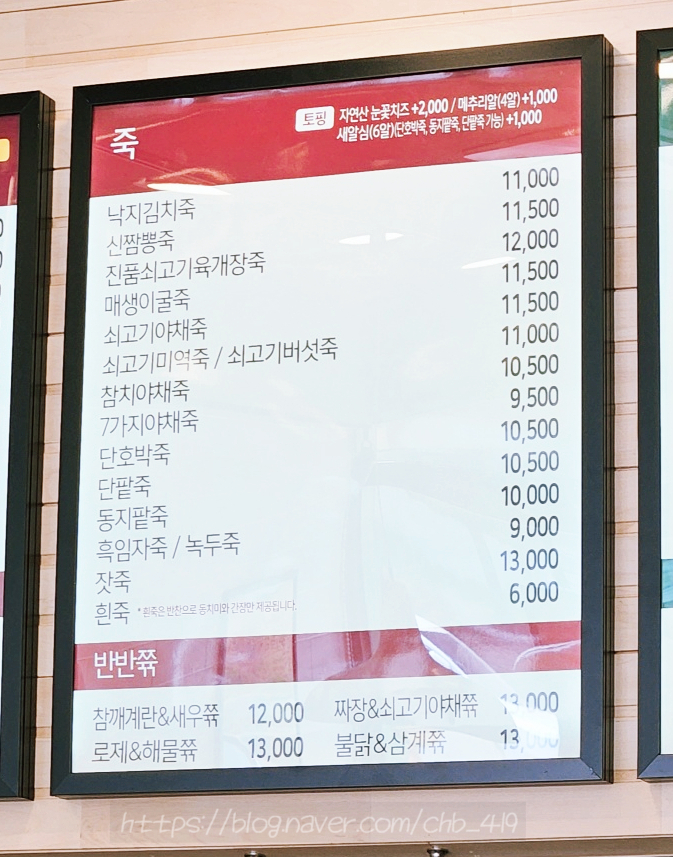 죽
토핑 자연산 눈꽃치즈 +2,000 / 메추리알(4알) +1,000
새알심(6알)(단호박죽, 동지팥죽, 단팥죽 가능) +1,000
낙지김치죽 11,000
신짬뽕죽 11,500
진품쇠고기육개장죽 12,000
매생이굴죽 11,500
쇠고기야채죽 11,500
쇠고기미역죽 / 쇠고기버섯죽 11,000
참치야채죽 10,500
7가지야채죽 9,500
단호박죽 10,500
단팥죽 10,500
동지팥죽 10,000
흑임자죽 / 녹두죽 9,000
잣죽 13,000
흰죽 * 흰죽은 반찬으로 동치미와 간장만 제공됩니다. 6,000
반반쮺
참깨계란&새우쮺 12,000 짜장&쇠고기야채쮺 13,000
로제&해물쮺 13,000 불닭&삼계쮺 13,000
https://blog.naver.com/chb_419